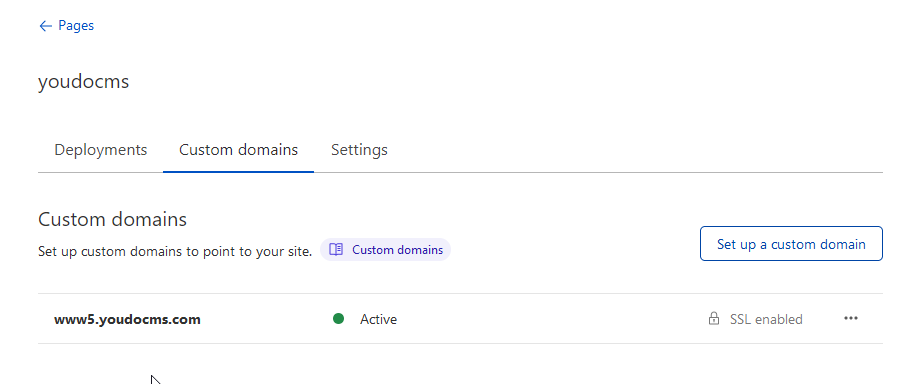 Pages
youdocms
Deployments Custom domains Settings
Custom domains
Set up custom domains to point to your site. Custom domains
Set up a custom domain
www5.youdocms.com Active SSL enabled